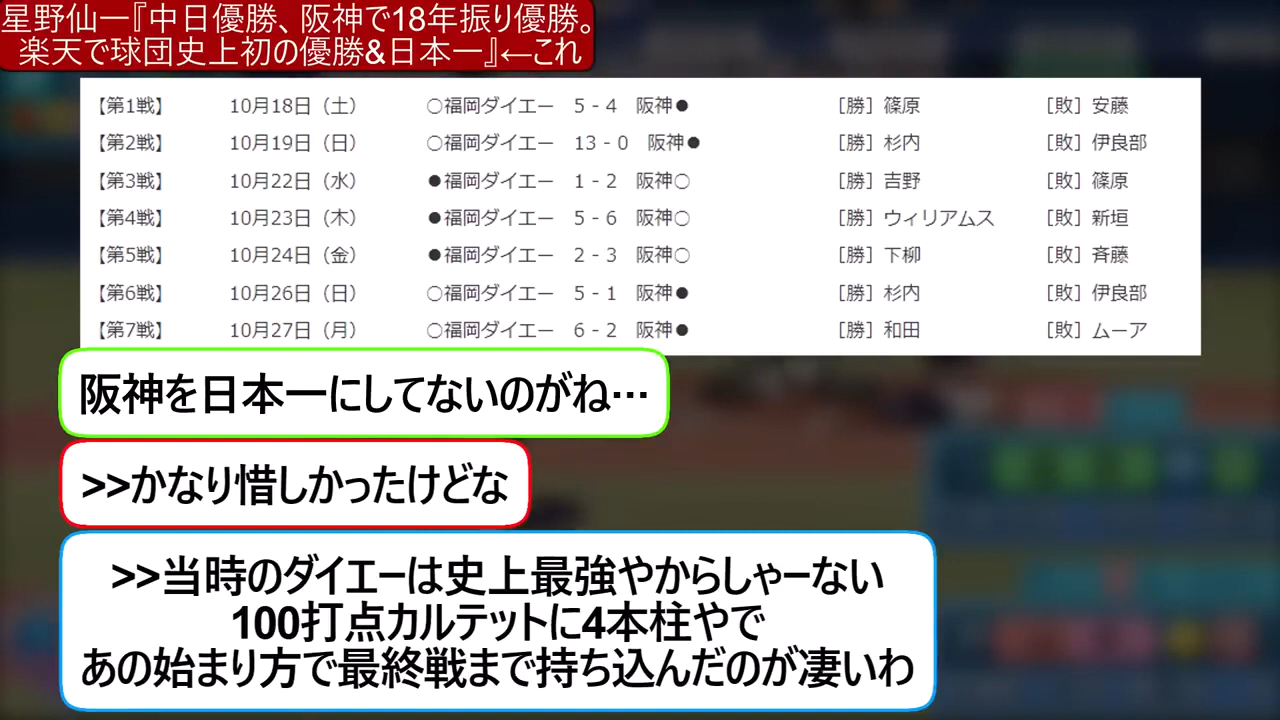 星野仙一『中日優勝、阪神で18年振り優勝。
楽天で球団史上初の優勝&日本一』←これ
【第1戦】 10月18日（土） ○福岡ダイエー 5 - 4 阪神● ［勝］篠原 ［敗］安藤
【第2戦】 10月19日（日） ○福岡ダイエー 13 - 0 阪神● ［勝］杉内 ［敗］伊良部
【第3戦】 10月22日（水） ●福岡ダイエー 1 - 2 阪神○ ［勝］吉野 ［敗］篠原
【第4戦】 10月23日（木） ●福岡ダイエー 5 - 6 阪神○ ［勝］ウィリアムス ［敗］新垣
【第5戦】 10月24日（金） ●福岡ダイエー 2 - 3 阪神○ ［勝］下柳 ［敗］斉藤
【第6戦】 10月26日（日） ○福岡ダイエー 5 - 1 阪神● ［勝］杉内 ［敗］伊良部
【第7戦】 10月27日（月） ○福岡ダイエー 6 - 2 阪神● ［勝］和田 ［敗］ムーア
阪神を日本一にしてないのがね…
>>かなり惜しかったけどな
>>当時のダイエーは史上最強やからしゃーない
100打点カルテットに4本柱やで
あの始まり方で最終戦まで持ち込んだのが凄いわ